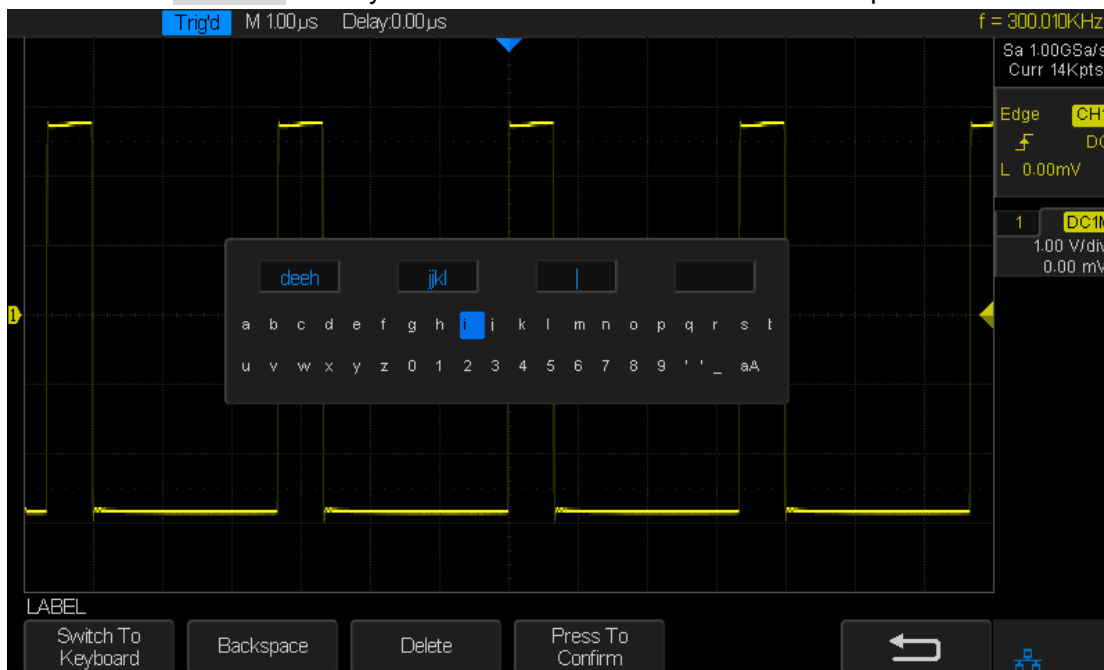 Trig'd M 1.00µs Delay:0.00µs f = 300.010KHz
Sa 1.00GSa/s
Curr 14Kpts
Edge CH1
DC
L 0.00mV
1 DC1M
1.00 V/div
0.00 mV
deeh jjkl |
1
a b c d e f g h i j k l m n o p q r s t
u v w x y z 0 1 2 3 4 5 6 7 8 9 ' ' _ aA
LABEL
Switch To
Keyboard
Backspace
Delete
Press To
Confirm